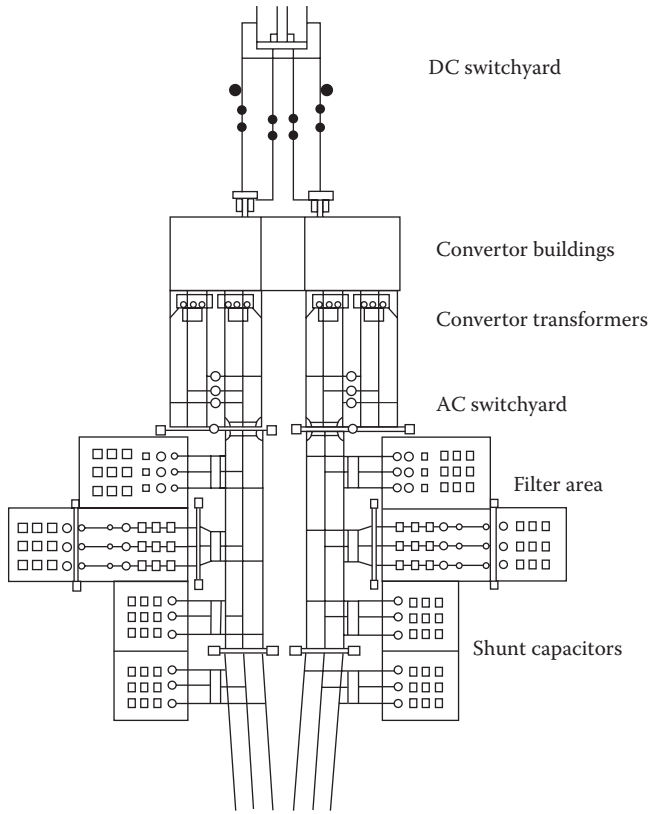 DC switchyard
Convertor buildings
Convertor transformers
AC switchyard
Filter area
Shunt capacitors